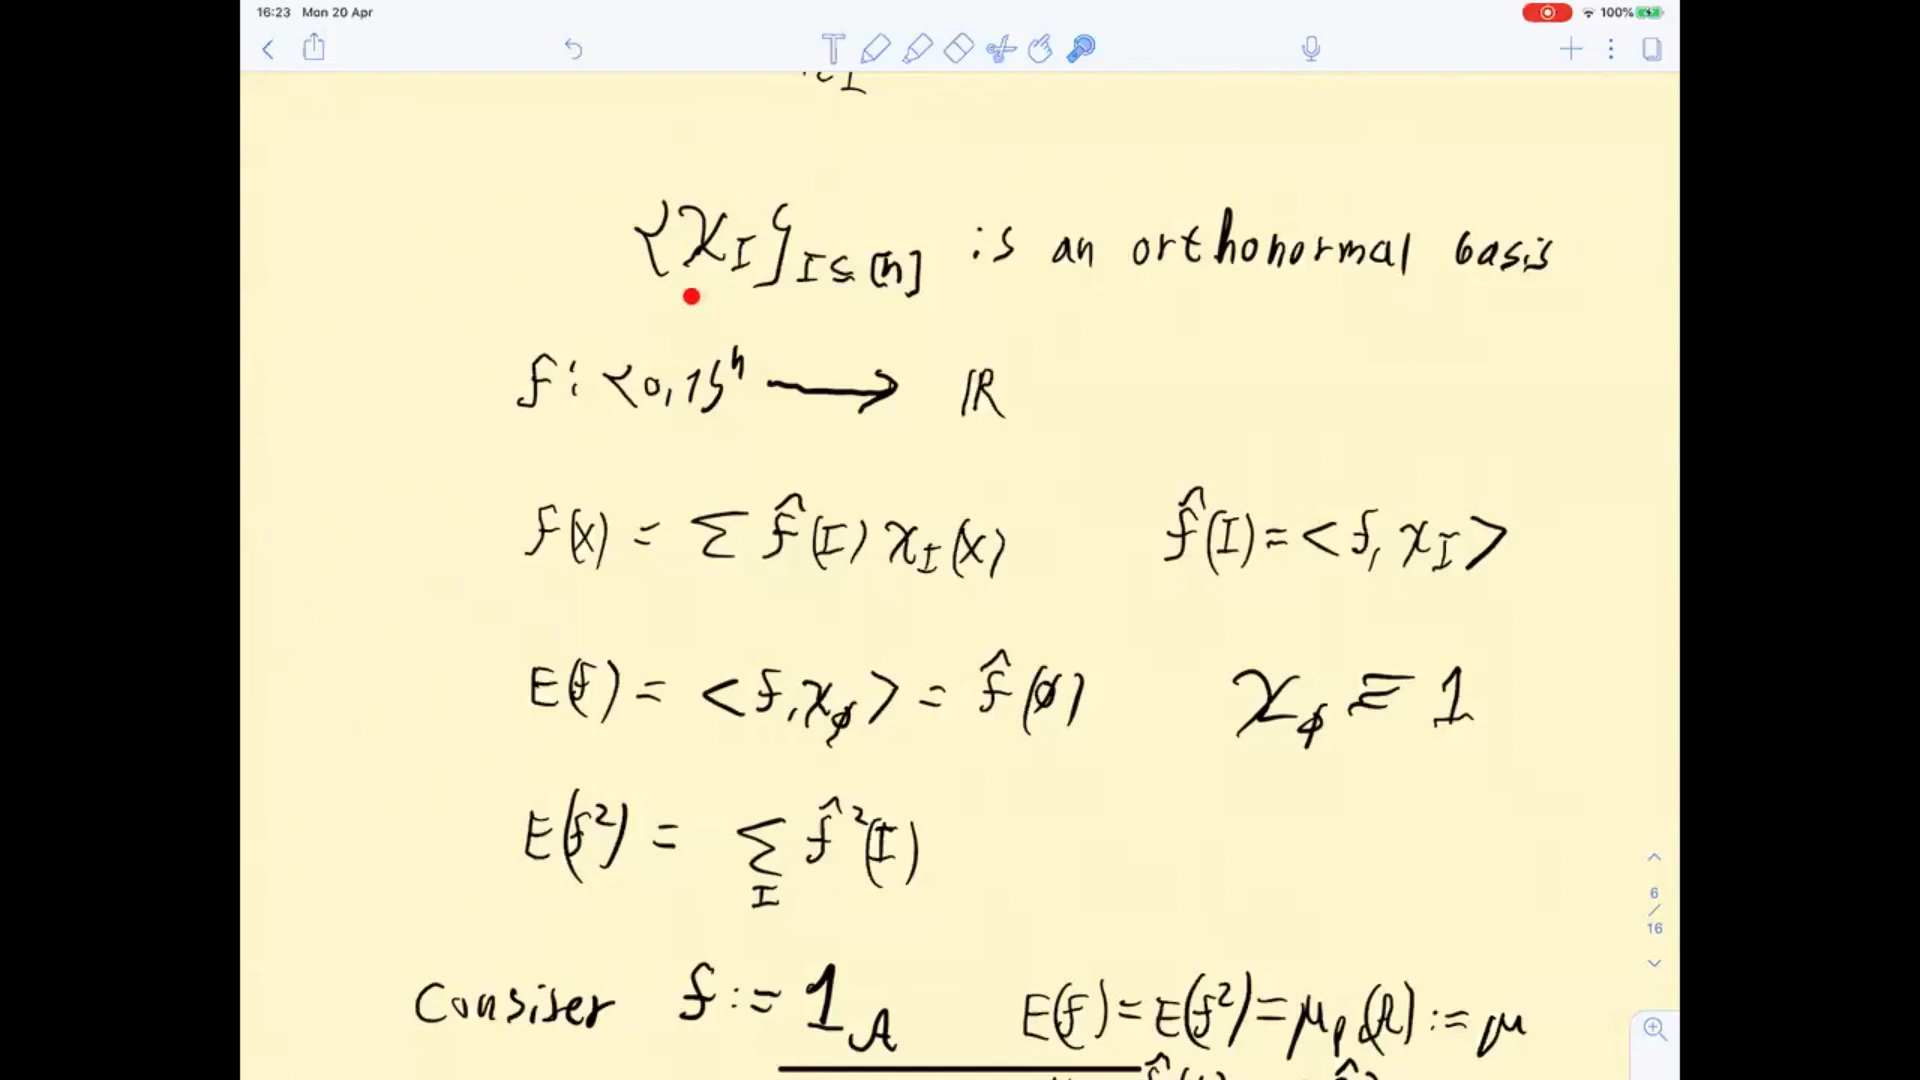 16:23 Mon 20 Apr 100%
{χ_I}_{I⊆[n]} is an orthonormal basis
f: {0,1}^n ⟶ ℝ
f(x) = Σ f̂(I) χ_I(x) f̂(I) = <f, χ_I>
E(f) = <f, χ_∅> = f̂(∅) χ_∅ ≡ 1
E(f²) = Σ_I f̂²(I)
6
/
16
Consider f := 1_A E(f) = E(f²) = μ_p(A) := μ